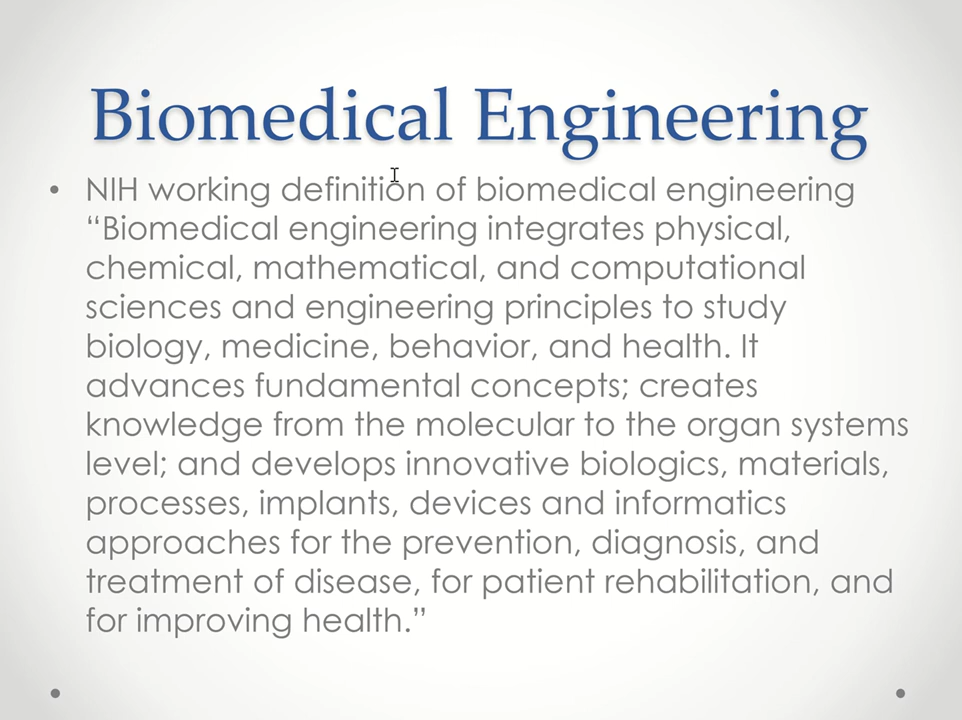 Biomedical Engineering
• NIH working definition of biomedical engineering
“Biomedical engineering integrates physical,
chemical, mathematical, and computational
sciences and engineering principles to study
biology, medicine, behavior, and health. It
advances fundamental concepts; creates
knowledge from the molecular to the organ systems
level; and develops innovative biologics, materials,
processes, implants, devices and informatics
approaches for the prevention, diagnosis, and
treatment of disease, for patient rehabilitation, and
for improving health.”